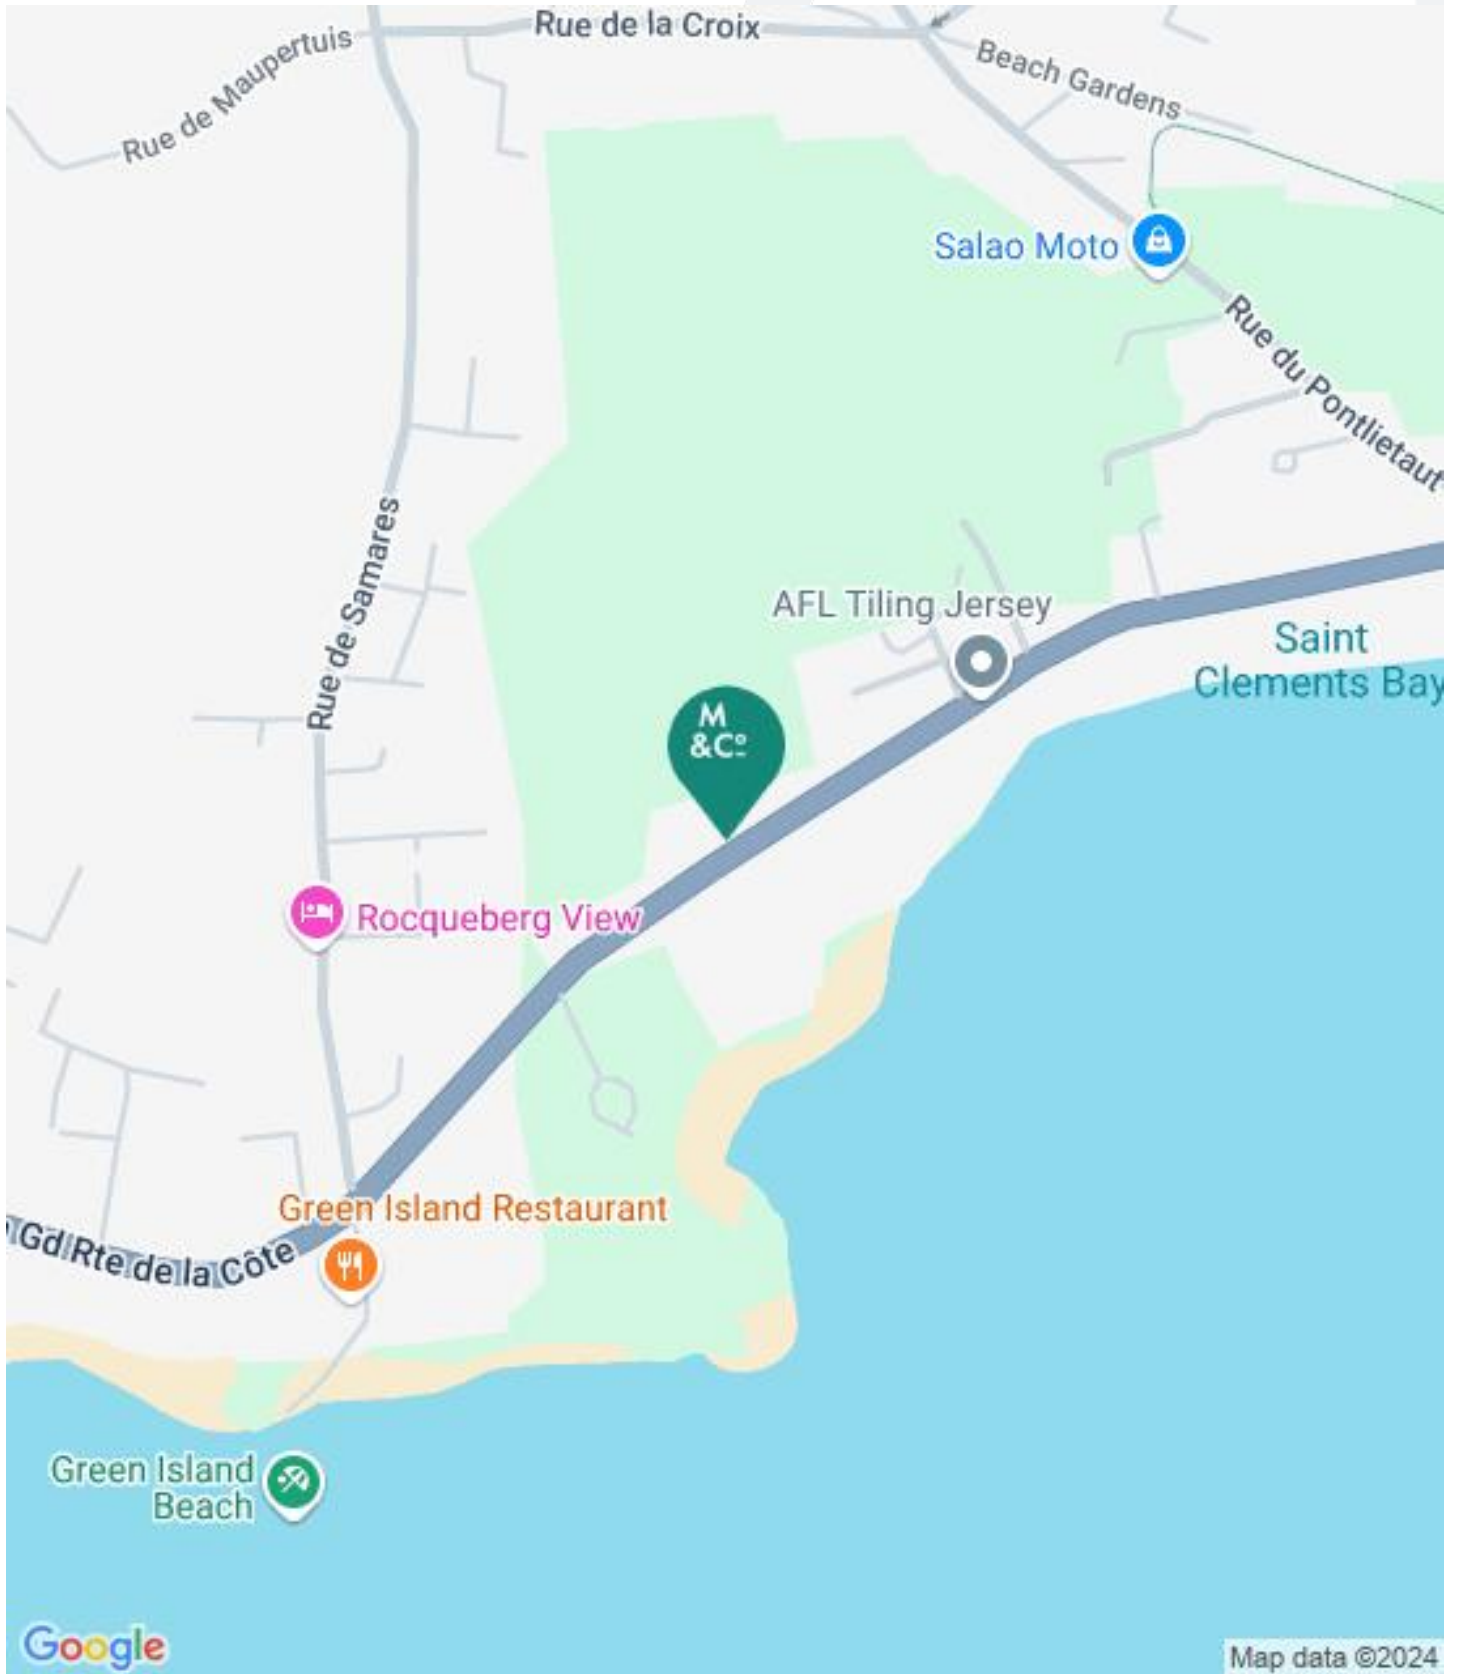 Rue de la Croix
Rue de Maupertuis
Beach Gardens
Salao Moto
Rue du Pontlietaut
Rue de Samares
AFL Tiling Jersey
Saint
Clements Bay
M
&Cº
Rocqueberg View
Green Island Restaurant
Gd Rte de la Côte
Green Island
Beach
Google
Map data ©2024